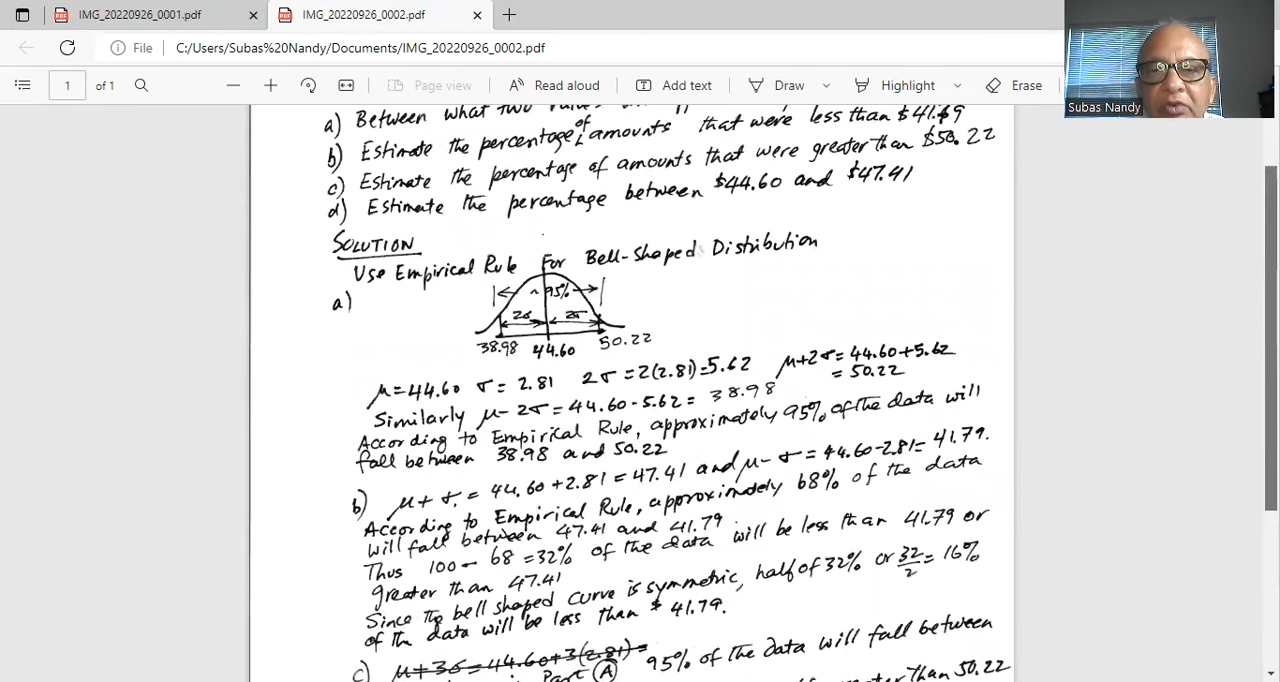 IMG_20220926_0001.pdf
IMG_20220926_0002.pdf
File
C:/Users/Subas%20Nandy/Documents/IMG_20220926_0002.pdf
1 of 1
Page view
Read aloud
Add text
Draw
Highlight
Erase
Subas Nandy
a) Between what two
b) Estimate the percentage of amounts that were less than $41.79
c) Estimate the percentage of amounts that were greater than $50.22
d) Estimate the percentage between $44.60 and $47.41
SOLUTION
Use Empirical Rule For Bell-Shaped Distribution
a)
~95%
2σ 2σ
38.98 44.60 50.22
μ=44.60 σ = 2.81 2σ = 2(2.81)=5.62 μ+2σ = 44.60+5.62
= 50.22
Similarly μ- 2σ = 44.60 - 5.62 = 38.98
According to Empirical Rule, approximately 95% of the data will
fall between 38.98 and 50.22
b) μ+ σ = 44.60 +2.81 = 47.41 and μ- σ = 44.60-2.81= 41.79.
According to Empirical Rule, approximately 68% of the data
will fall between 47.41 and 41.79
Thus 100 - 68 = 32% of the data will be less than 41.79 or
greater than 47.41
Since the bell shaped curve is symmetric, half of 32% or 32/2 = 16%
of the data will be less than $ 41.79.
c) μ+3σ = 44.60+3(2.81) =
Part A 95% of the data will fall between
than 50.22